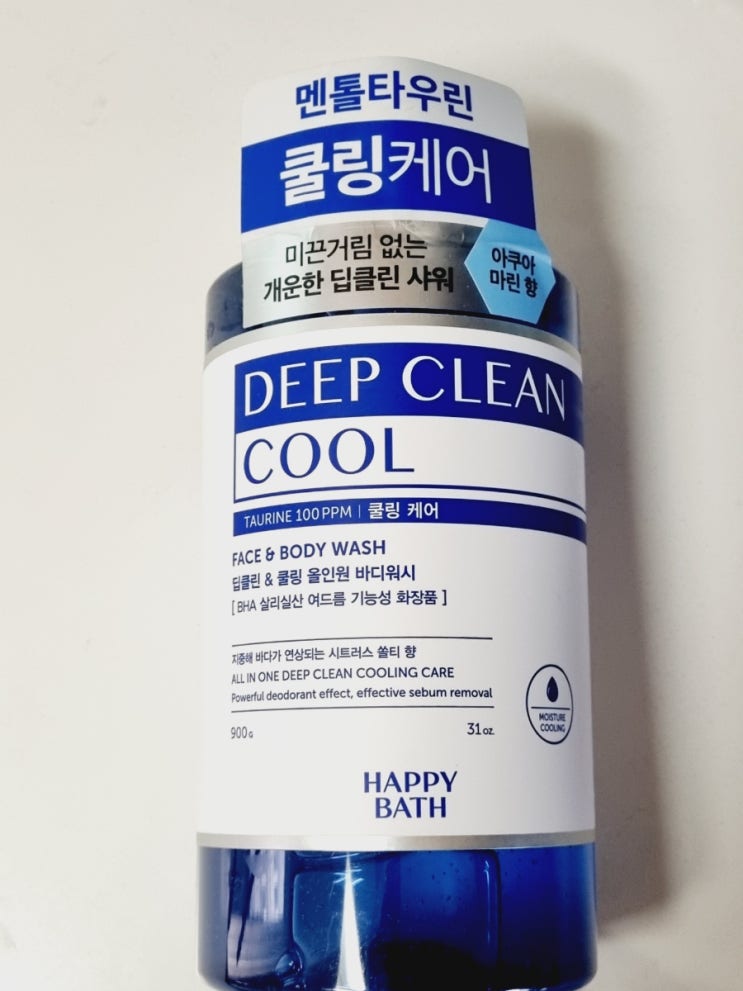 멘톨타우린
쿨링케어
미끈거림 없는
개운한 딥클린 샤워
아쿠아
마린 향
DEEP CLEAN
COOL
TAURINE 100 PPM | 쿨링 케어
FACE & BODY WASH
딥클린 & 쿨링 올인원 바디워시
[ BHA 살리실산 여드름 기능성 화장품 ]
지중해 바다가 연상되는 시트러스 쏠티 향
ALL IN ONE DEEP CLEAN COOLING CARE
Powerful deodorant effect, effective sebum removal
MOISTURE
COOLING
900G 31oz.
HAPPY
BATH